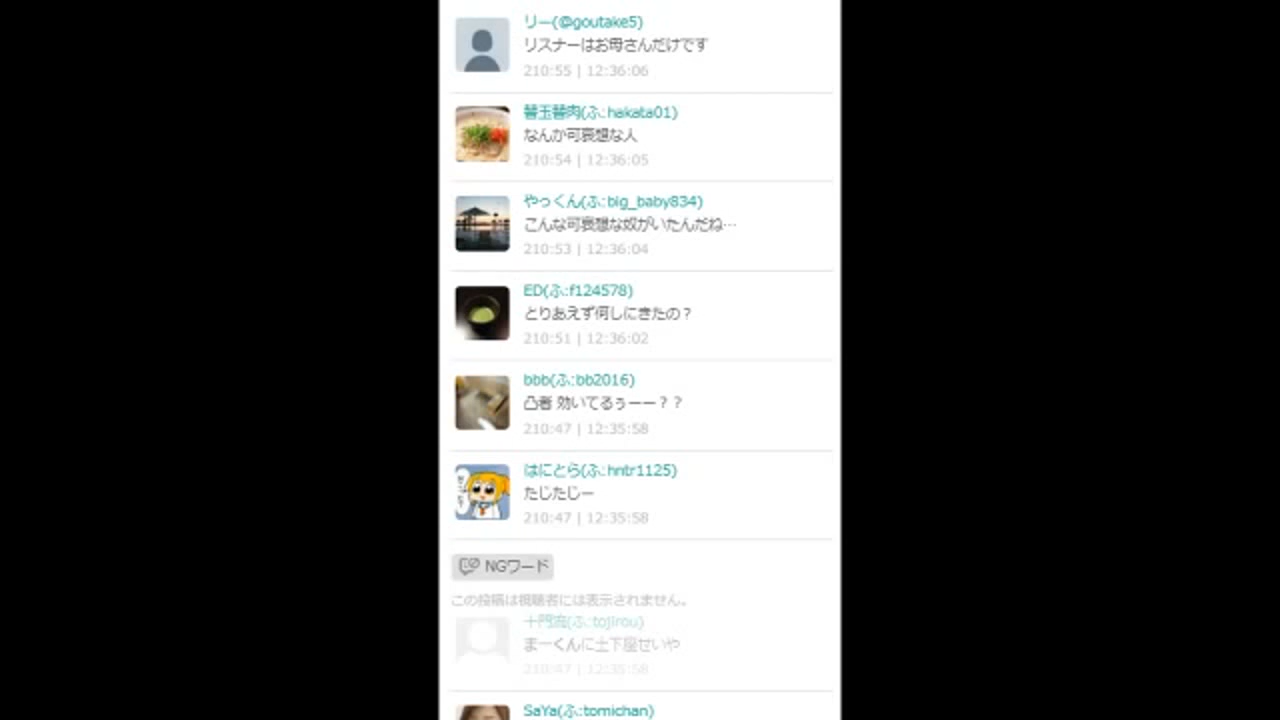 リー(@goutake5)
リスナーはお母さんだけです
210:55 | 12:36:06
替玉替肉(ふ:hakata01)
なんか可哀想な人
210:54 | 12:36:05
やっくん(ふ:big_baby834)
こんな可哀想な奴がいたんだね…
210:53 | 12:36:04
ED(ふ:f124578)
とりあえず何しにきたの？
210:51 | 12:36:02
bbb(ふ:bb2016)
凸者 効いてるぅーー？？
210:47 | 12:35:58
はにとら(ふ:hntr1125)
たじたじー
210:47 | 12:35:58
NGワード
この投稿は視聴者には表示されません。
十門流(ふ:tojirou)
まーくんに土下座せいや
210:47 | 12:35:58
SaYa(ふ:tomichan)